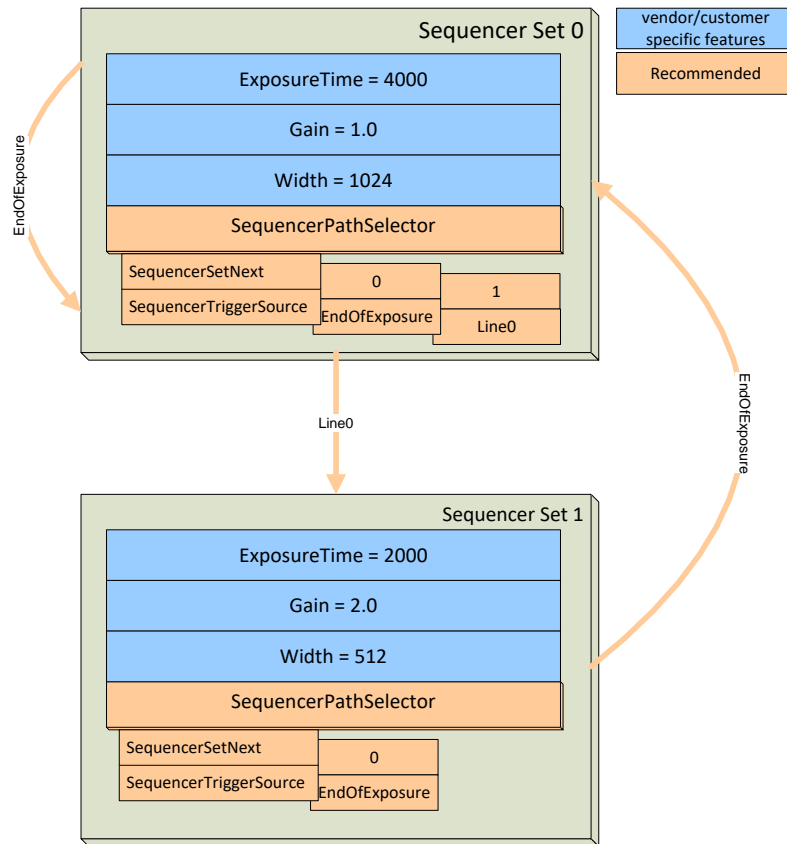 Sequencer Set 0
vendor/customer
specific features
Recommended
ExposureTime = 4000
Gain = 1.0
Width = 1024
SequencerPathSelector
SequencerSetNext
0
1
SequencerTriggerSource
EndOfExposure
Line0
EndOfExposure
Line0
EndOfExposure
Sequencer Set 1
ExposureTime = 2000
Gain = 2.0
Width = 512
SequencerPathSelector
SequencerSetNext
0
SequencerTriggerSource
EndOfExposure